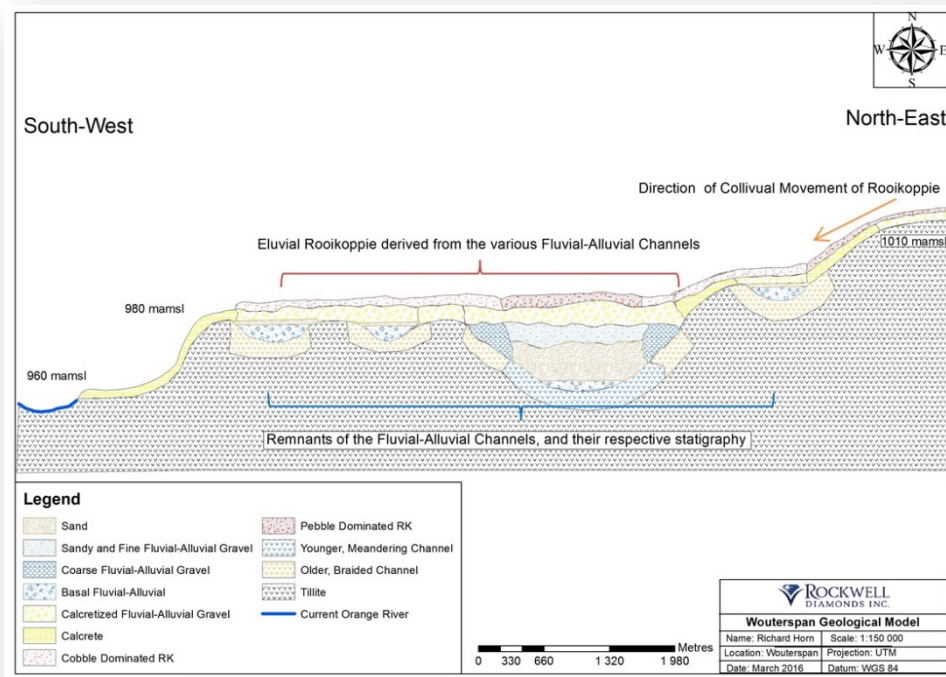 N
W
E
S
South-West
North-East
Direction of Collivual Movement of Rooikoppie
1010 mamsl
Eluvial Rooikoppie derived from the various Fluvial-Alluvial Channels
980 mamsl
960 mamsl
Remnants of the Fluvial-Alluvial Channels, and their respective statigraphy
Legend
Sand
Sandy and Fine Fluvial-Alluvial Gravel
Coarse Fluvial-Alluvial Gravel
Basal Fluvial-Alluvial
Calcretized Fluvial-Alluvial Gravel
Calcrete
Cobble Dominated RK
Pebble Dominated RK
Younger, Meandering Channel
Older, Braided Channel
Tillite
Current Orange River
Metres
0 330 660 1 320 1 980
ROCKWELL
DIAMONDS INC.
Wouterspan Geological Model
Name: Richard Horn Scale: 1:150 000
Location: Wouterspan Projection: UTM
Date: March 2016 Datum: WGS 84